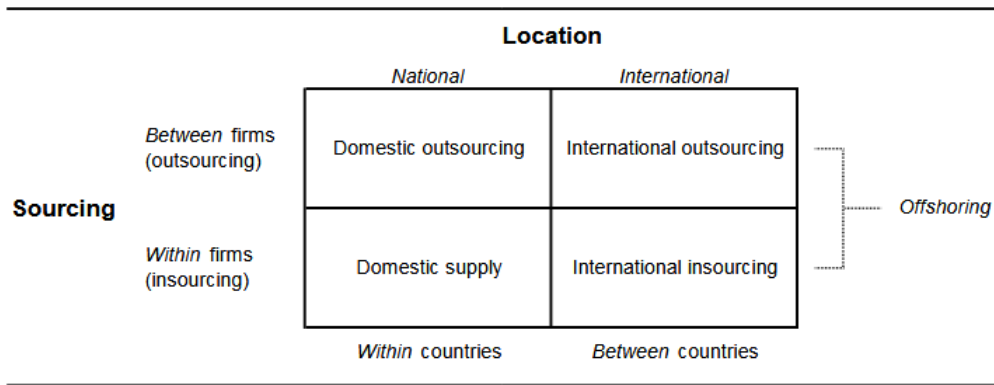 Location
National
International
Between firms
(outsourcing)
Domestic outsourcing
International outsourcing
Sourcing
Offshoring
Within firms
(insourcing)
Domestic supply
International insourcing
Within countries
Between countries